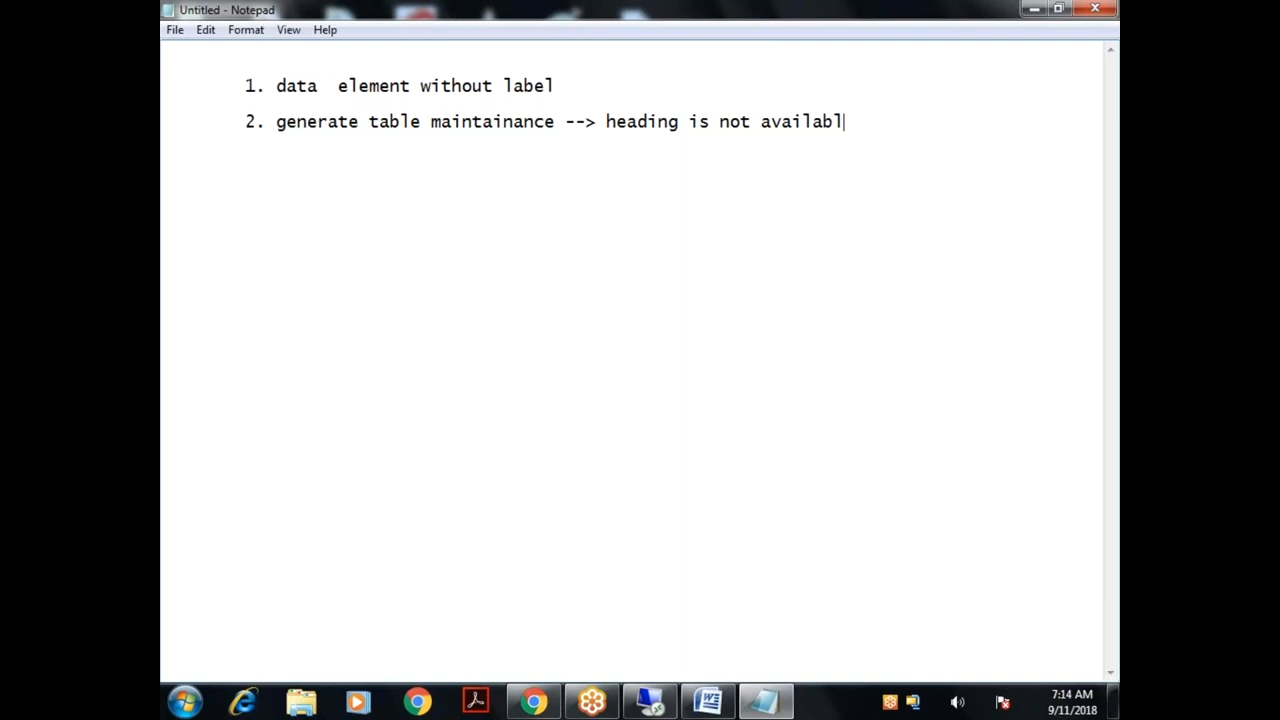 Untitled - Notepad
File Edit Format View Help
1. data  element without label
2. generate table maintainance --> heading is not availabl
7:14 AM
9/11/2018